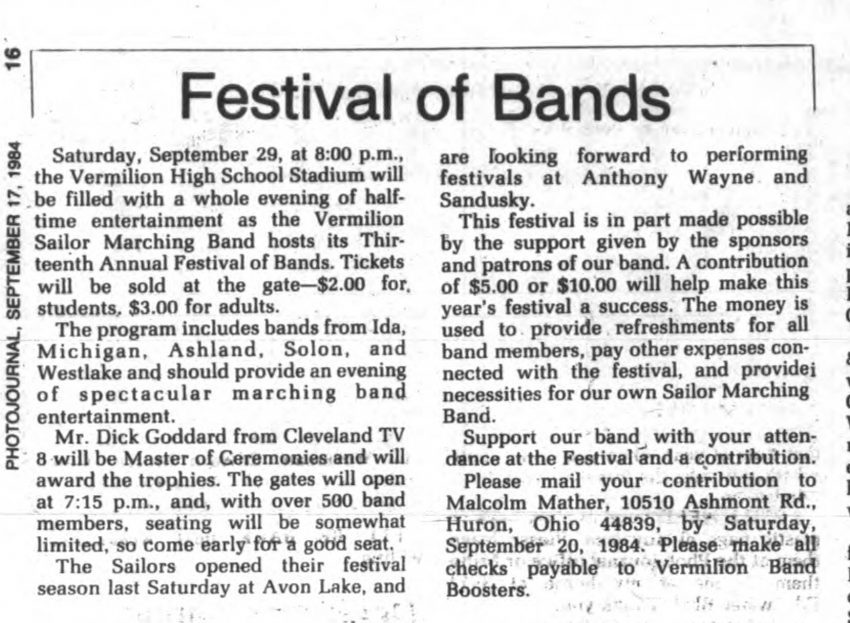 16
PHOTOJOURNAL, SEPTEMBER 17, 1984
Festival of Bands
Saturday, September 29, at 8:00 p.m.,
the Vermilion High School Stadium will
be filled with a whole evening of half-
time entertainment as the Vermilion
Sailor Marching Band hosts its Thir-
teenth Annual Festival of Bands. Tickets
will be sold at the gate—$2.00 for
students, $3.00 for adults.
The program includes bands from Ida,
Michigan, Ashland, Solon, and
Westlake and should provide an evening
of spectacular marching band
entertainment.
Mr. Dick Goddard from Cleveland TV
8 will be Master of Ceremonies and will
award the trophies. The gates will open
at 7:15 p.m., and, with over 500 band
members, seating will be somewhat
limited, so come early for a good seat.
The Sailors opened their festival
season last Saturday at Avon Lake, and
are looking forward to performing
festivals at Anthony Wayne and
Sandusky.
This festival is in part made possible
by the support given by the sponsors
and patrons of our band. A contribution
of $5.00 or $10.00 will help make this
year's festival a success. The money is
used to provide refreshments for all
band members, pay other expenses con-
nected with the festival, and provide
necessities for our own Sailor Marching
Band.
Support our band with your atten-
dance at the Festival and a contribution.
Please mail your contribution to
Malcolm Mather, 10510 Ashmont Rd.,
Huron, Ohio 44839, by Saturday,
September 20, 1984. Please make all
checks payable to Vermilion Band
Boosters.